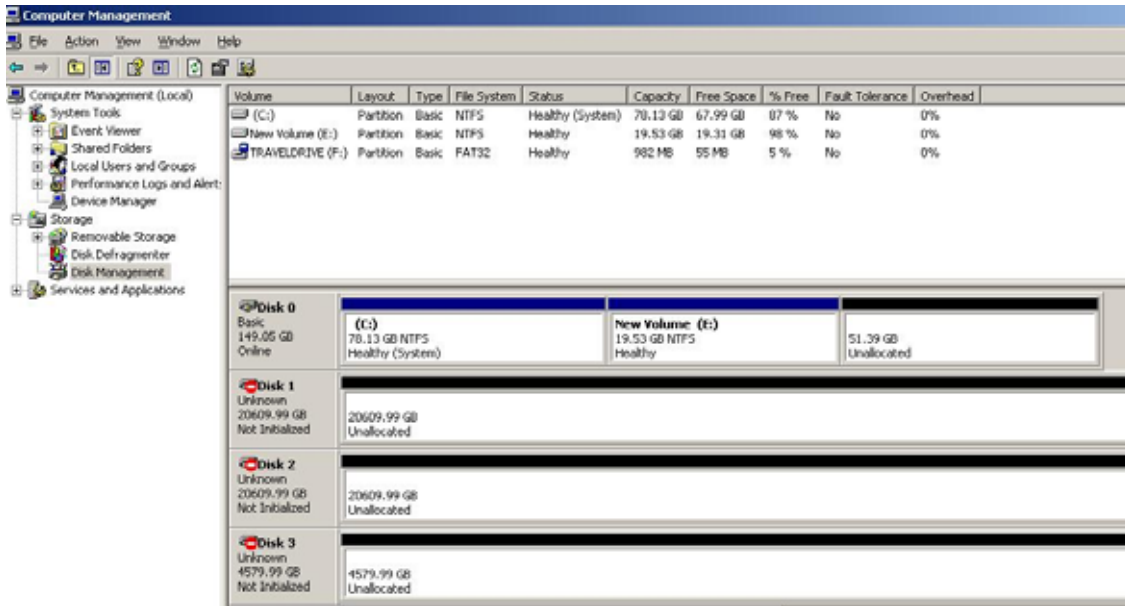 Computer Management
File Action View Window Help
Computer Management (Local)
System Tools
Event Viewer
Shared Folders
Local Users and Groups
Performance Logs and Alert
Device Manager
Storage
Removable Storage
Disk Defragmenter
Disk Management
Services and Applications
Volume Layout Type File System Status Capacity Free Space % Free Fault Tolerance Overhead
(C:) Partition Basic NTFS Healthy (System) 78.13 GB 67.99 GB 87 % No 0%
New Volume (E:) Partition Basic NTFS Healthy 19.53 GB 19.31 GB 98 % No 0%
TRAVELDRIVE (F:) Partition Basic FAT32 Healthy 982 MB 55 MB 5 % No 0%
Disk 0
Basic
149.05 GB
Online
(C:)
78.13 GB NTFS
Healthy (System)
New Volume (E:)
19.53 GB NTFS
Healthy
51.39 GB
Unallocated
Disk 1
Unknown
20609.99 GB
Not Initialized
20609.99 GB
Unallocated
Disk 2
Unknown
20609.99 GB
Not Initialized
20609.99 GB
Unallocated
Disk 3
Unknown
4579.99 GB
Not Initialized
4579.99 GB
Unallocated